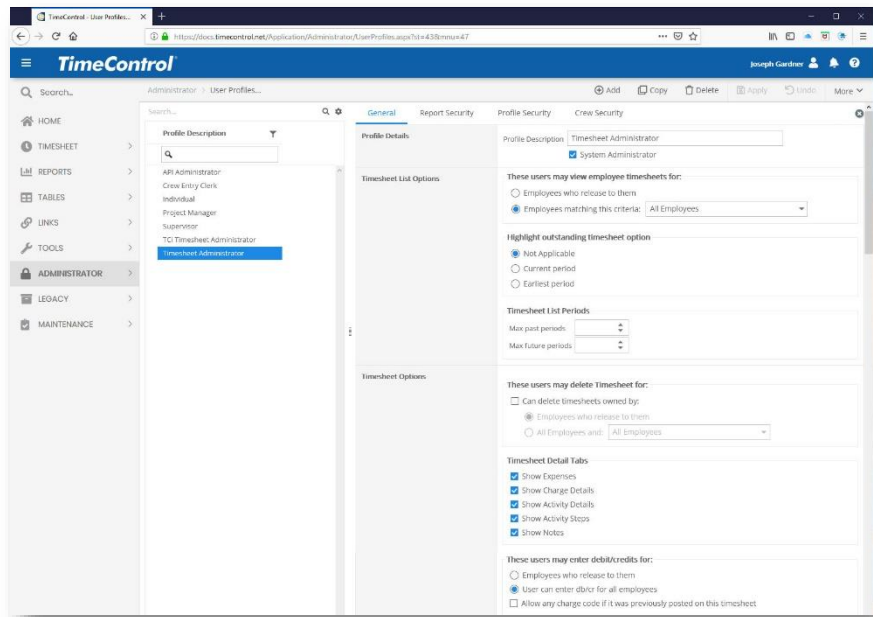 TimeControl - User Profiles...
https://docs.timecontrol.net/Application/Administrator/UserProfiles.aspx?st=438&mnu=47
TimeControl
Joseph Gardner
Search...
Administrator > User Profiles...
Add
Copy
Delete
Apply
Undo
More
HOME
TIMESHEET
REPORTS
TABLES
LINKS
TOOLS
ADMINISTRATOR
LEGACY
MAINTENANCE
Search...
Profile Description
API Administrator
Crew Entry Clerk
Individual
Project Manager
Supervisor
TCI Timesheet Administrator
Timesheet Administrator
General
Report Security
Profile Security
Crew Security
Profile Details
Profile Description
Timesheet Administrator
System Administrator
Timesheet List Options
These users may view employee timesheets for:
Employees who release to them
Employees matching this criteria:
All Employees
Highlight outstanding timesheet option
Not Applicable
Current period
Earliest period
Timesheet List Periods
Max past periods
Max future periods
Timesheet Options
These users may delete Timesheet for:
Can delete timesheets owned by:
Employees who release to them
All Employees and:
All Employees
Timesheet Detail Tabs
Show Expenses
Show Charge Details
Show Activity Details
Show Activity Steps
Show Notes
These users may enter debit/credits for:
Employees who release to them
User can enter db/cr for all employees
Allow any charge code if it was previously posted on this timesheet